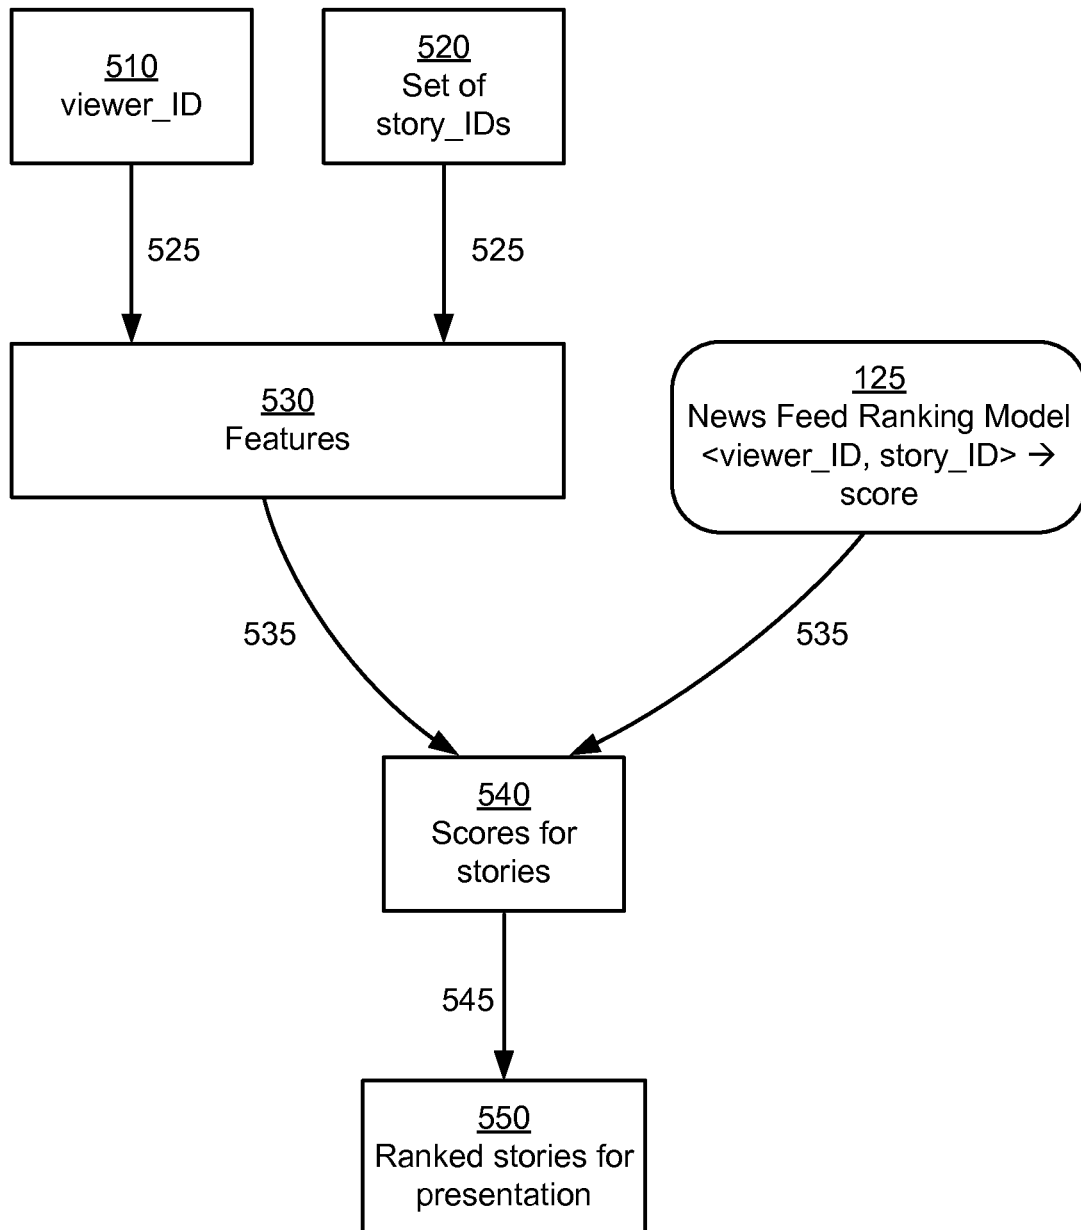 510
viewer_ID
520
Set of
story_IDs
525
525
530
Features
125
News Feed Ranking Model
<viewer_ID, story_ID> →
score
535
535
540
Scores for
stories
545
550
Ranked stories for
presentation